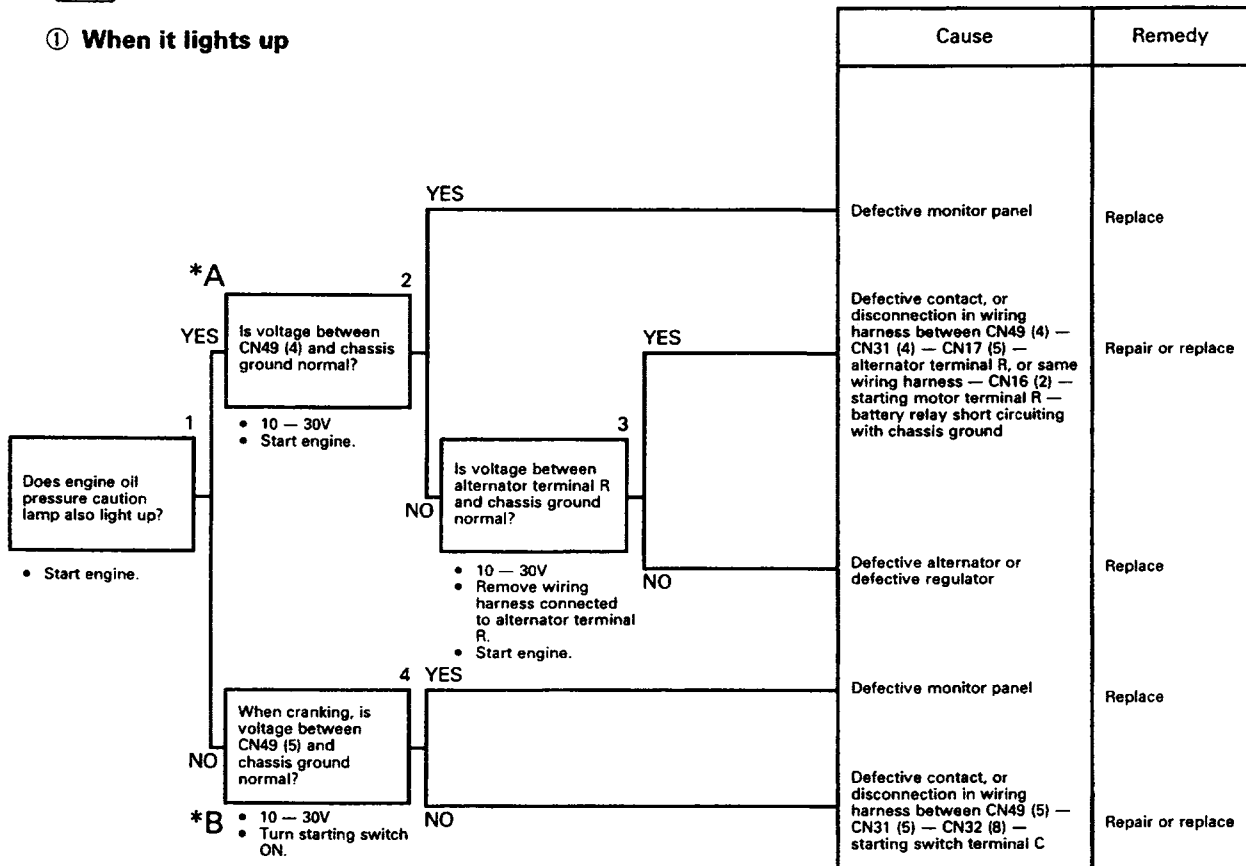 ① When it lights up
Cause
Remedy
YES
Defective monitor panel
Replace
*A
2
YES
Is voltage between
CN49 (4) and chassis
ground normal?
• 10 — 30V
• Start engine.
YES
Defective contact, or
disconnection in wiring
harness between CN49 (4) —
CN31 (4) — CN17 (5) —
alternator terminal R, or same
wiring harness — CN16 (2) —
starting motor terminal R —
battery relay short circuiting
with chassis ground
Repair or replace
1
Does engine oil
pressure caution
lamp also light up?
• Start engine.
3
NO
Is voltage between
alternator terminal R
and chassis ground
normal?
• 10 — 30V
• Remove wiring
harness connected
to alternator terminal
R.
• Start engine.
NO
Defective alternator or
defective regulator
Replace
4
YES
Defective monitor panel
Replace
When cranking, is
voltage between
CN49 (5) and
chassis ground
normal?
NO
*B
• 10 — 30V
• Turn starting switch
ON.
NO
Defective contact, or
disconnection in wiring
harness between CN49 (5) —
CN31 (5) — CN32 (8) —
starting switch terminal C
Repair or replace